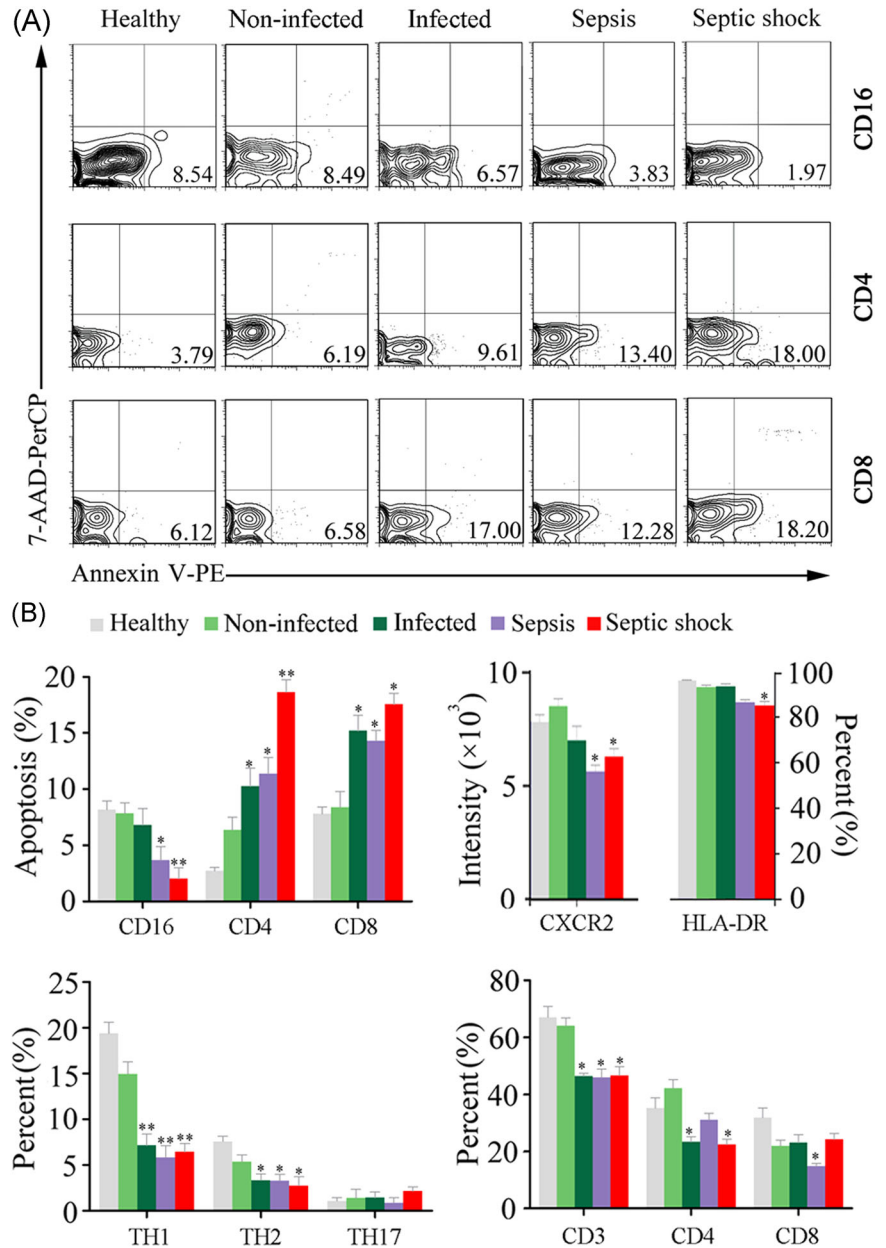 (A)
Healthy Non-infected Infected Sepsis Septic shock
8.54 8.49 6.57 3.83 1.97
CD16
3.79 6.19 9.61 13.40 18.00
CD4
6.12 6.58 17.00 12.28 18.20
CD8
7-AAD-PerCP
Annexin V-PE
(B)
Healthy Non-infected Infected Sepsis Septic shock
Apoptosis (%)
20
15
10
5
0
* ** * * ** * * *
CD16 CD4 CD8
Intensity (×10³)
10
5
0
* *
CXCR2
*
HLA-DR
100
80
60
40
20
0
Percent (%)
Percent (%)
25
20
15
10
5
0
** ** ** * * *
TH1 TH2 TH17
Percent (%)
80
60
40
20
0
* * * * * *
CD3 CD4 CD8